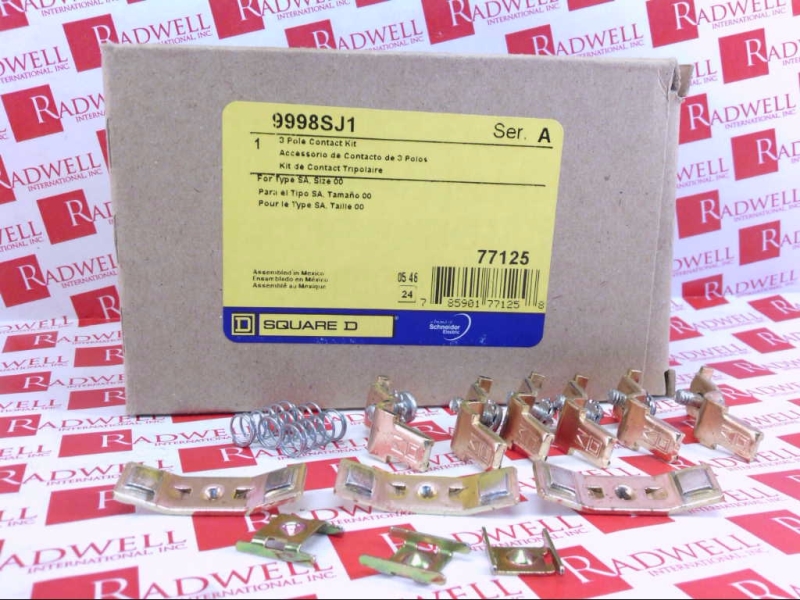 9998SJ1
Ser. A
1 3 Pole Contact Kit
Accessorio de Contacto de 3 Polos
Kit de Contact Tripolaire
For Type SA, Size 00
Para el Tipo SA, Tamaño 00
Pour le Type SA, Taille 00
77125
Assembled in Mexico
Ensamblado en México
Assemblé au Mexique
05 46
24
7 85901 77125 8
D SQUARE D
a Product of
Schneider
Electric
RADWELL
INTERNATIONAL, INC.